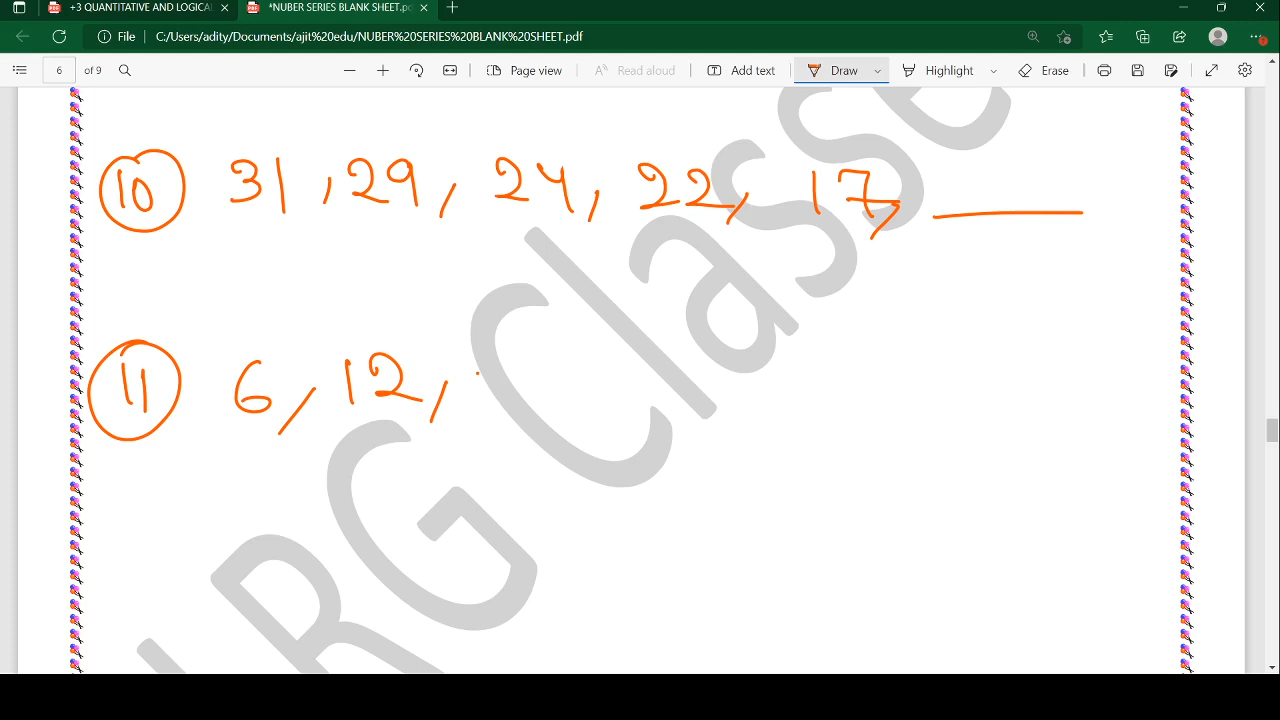 +3 QUANTITATIVE AND LOGICAL
*NUBER SERIES BLANK SHEET.pd
File C:/Users/adity/Documents/ajit%20edu/NUBER%20SERIES%20BLANK%20SHEET.pdf
6 of 9 Page view Read aloud Add text Draw Highlight Erase
10 31, 29, 24, 22, 17, ____
11 6, 12,
RG Classe